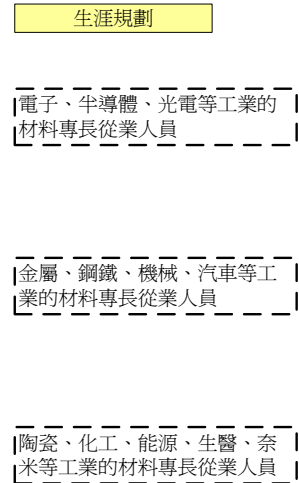 生涯規劃
電子、半導體、光電等工業的
材料專長從業人員
金屬、鋼鐵、機械、汽車等工
業的材料專長從業人員
陶瓷、化工、能源、生醫、奈
米等工業的材料專長從業人員